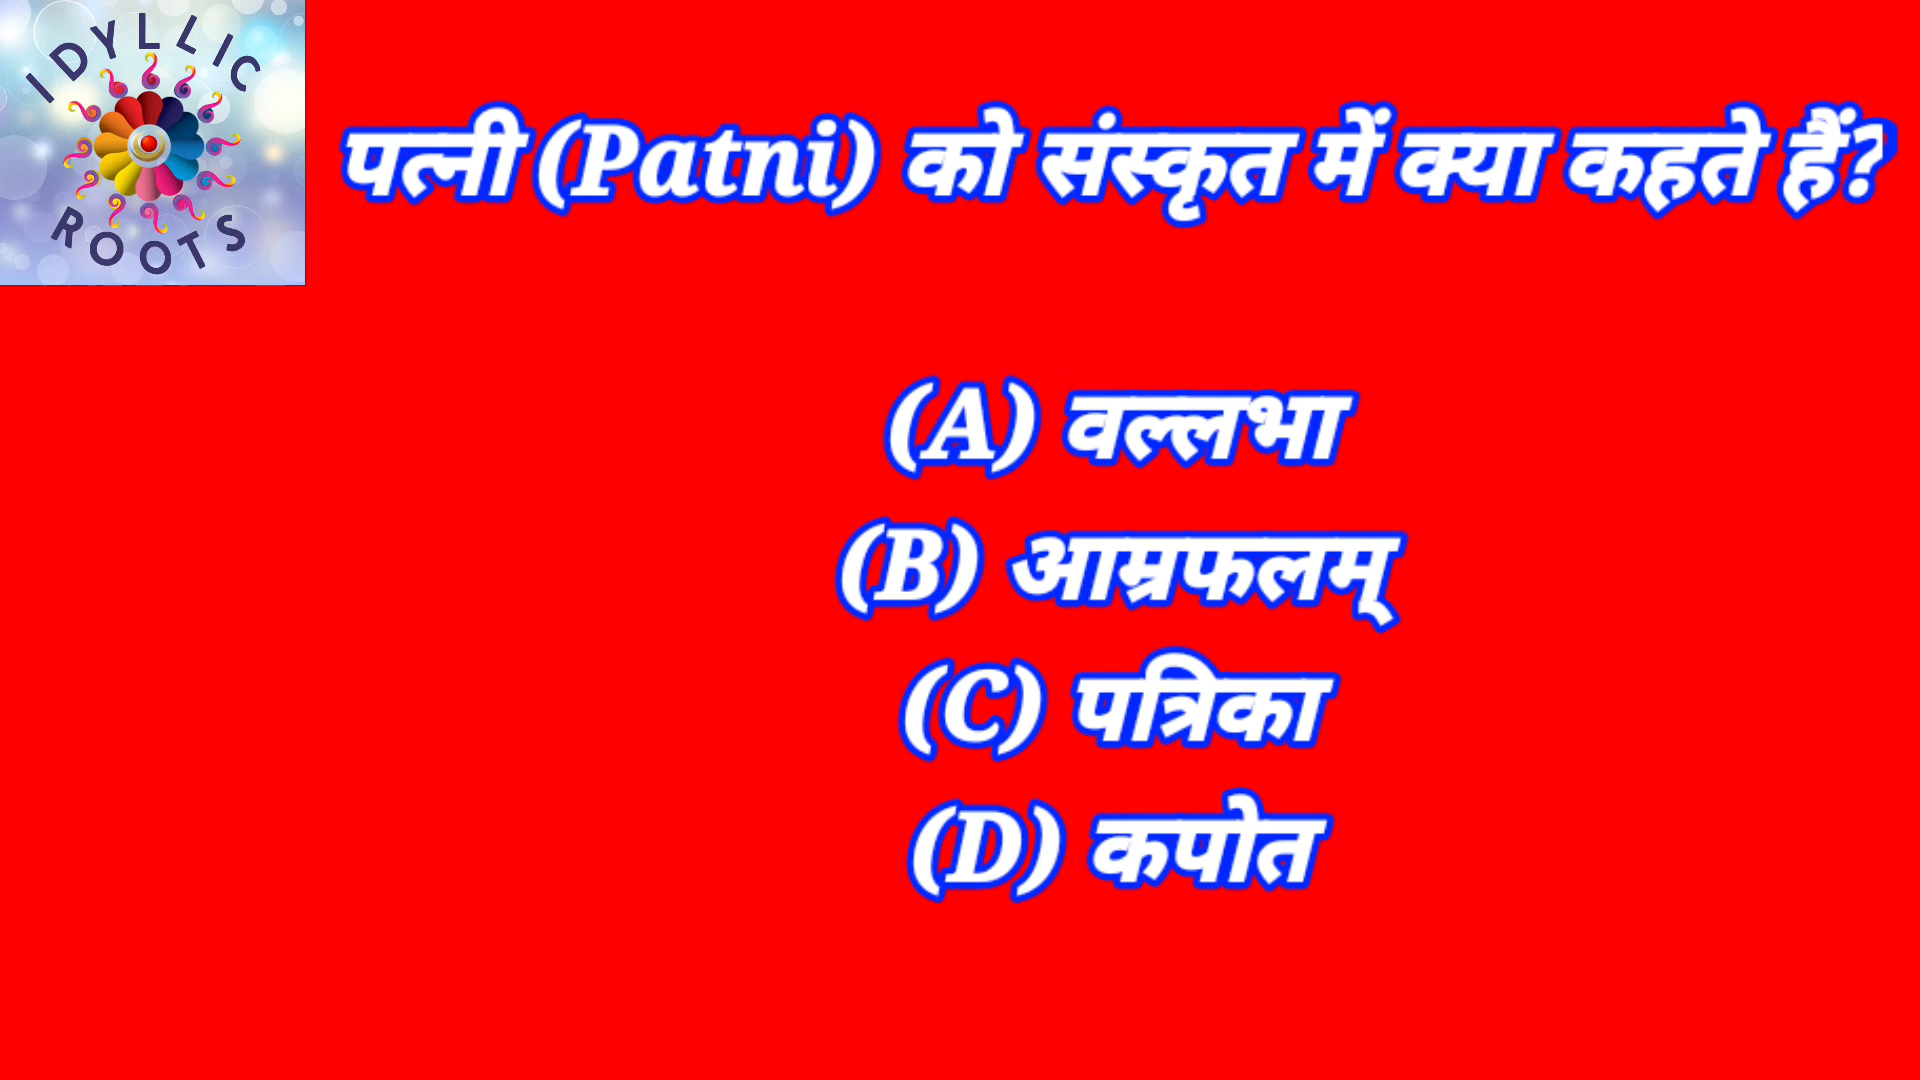 IDYLLIC
ROOTS
पत्नी (Patni) को संस्कृत में क्या कहते हैं?
(A) वल्लभा
(B) आम्रफलम्
(C) पत्रिका
(D) कपोत